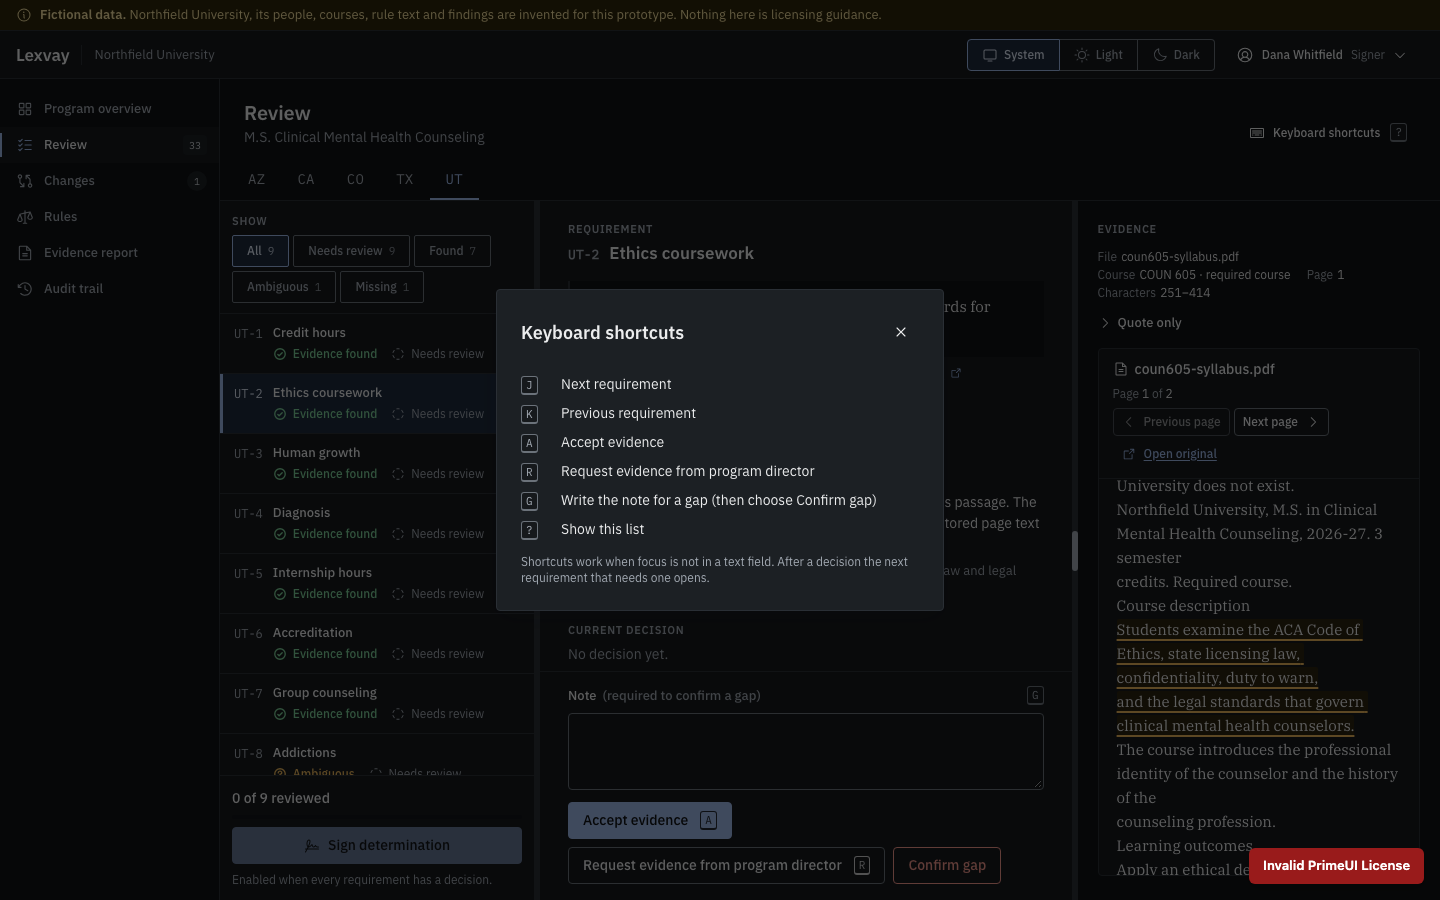 Fictional data. Northfield University, its people, courses, rule text and findings are invented for this prototype. Nothing here is licensing guidance.
Lexvay
Northfield University
System
Light
Dark
Dana Whitfield Signer
Program overview
Review 33
Changes 1
Rules
Evidence report
Audit trail
Review
M.S. Clinical Mental Health Counseling
Keyboard shortcuts ?
AZ
CA
CO
TX
UT
SHOW
All 9
Needs review 9
Found 7
Ambiguous 1
Missing 1
UT-1 Credit hours
Evidence found Needs review
UT-2 Ethics coursework
Evidence found Needs review
UT-3 Human growth
Evidence found Needs review
UT-4 Diagnosis
Evidence found Needs review
UT-5 Internship hours
Evidence found Needs review
UT-6 Accreditation
Evidence found Needs review
UT-7 Group counseling
Evidence found Needs review
UT-8 Addictions
Ambiguous Needs review
0 of 9 reviewed
Sign determination
Enabled when every requirement has a decision.
REQUIREMENT
UT-2 Ethics coursework
rds for
s passage. The
tored page text
aw and legal
Keyboard shortcuts
J Next requirement
K Previous requirement
A Accept evidence
R Request evidence from program director
G Write the note for a gap (then choose Confirm gap)
? Show this list
Shortcuts work when focus is not in a text field. After a decision the next
requirement that needs one opens.
CURRENT DECISION
No decision yet.
Note (required to confirm a gap) G
Accept evidence A
Request evidence from program director R
Confirm gap
EVIDENCE
File coun605-syllabus.pdf
Course COUN 605 · required course Page 1
Characters 251–414
Quote only
coun605-syllabus.pdf
Page 1 of 2
Previous page
Next page
Open original
University does not exist.
Northfield University, M.S. in Clinical
Mental Health Counseling, 2026-27. 3
semester
credits. Required course.
Course description
Students examine the ACA Code of
Ethics, state licensing law,
confidentiality, duty to warn,
and the legal standards that govern
clinical mental health counselors.
The course introduces the professional
identity of the counselor and the history
of the
counseling profession.
Learning outcomes
Apply an ethical de
Invalid PrimeUI License